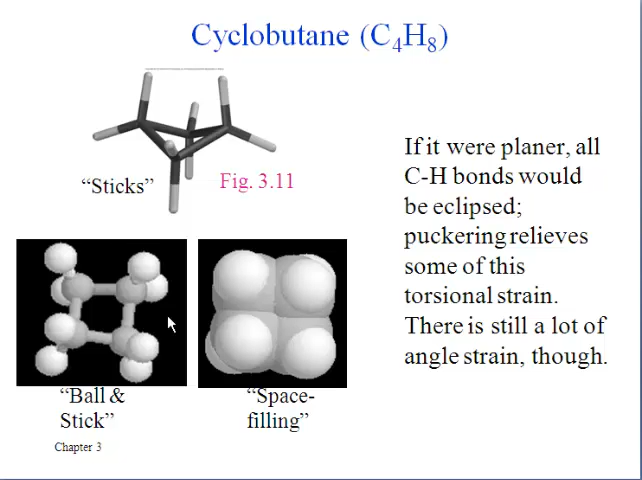 Cyclobutane (C₄H₈)
“Sticks”
Fig. 3.11
If it were planer, all
C-H bonds would
be eclipsed;
puckering relieves
some of this
torsional strain.
There is still a lot of
angle strain, though.
“Ball &
Stick”
“Space-
filling”
Chapter 3